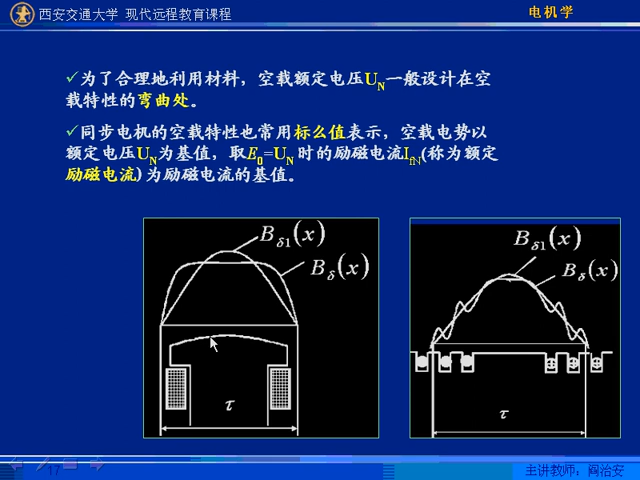 西安交通大学 现代远程教育课程
电机学
✓为了合理地利用材料，空载额定电压UN一般设计在空
载特性的弯曲处。
✓同步电机的空载特性也常用标么值表示，空载电势以
额定电压UN为基值，取E0=UN时的励磁电流IfN(称为额定
励磁电流)为励磁电流的基值。
Bδ1(x)
Bδ(x)
τ
Bδ1(x)
Bδ(x)
τ
17
主讲教师：阎治安